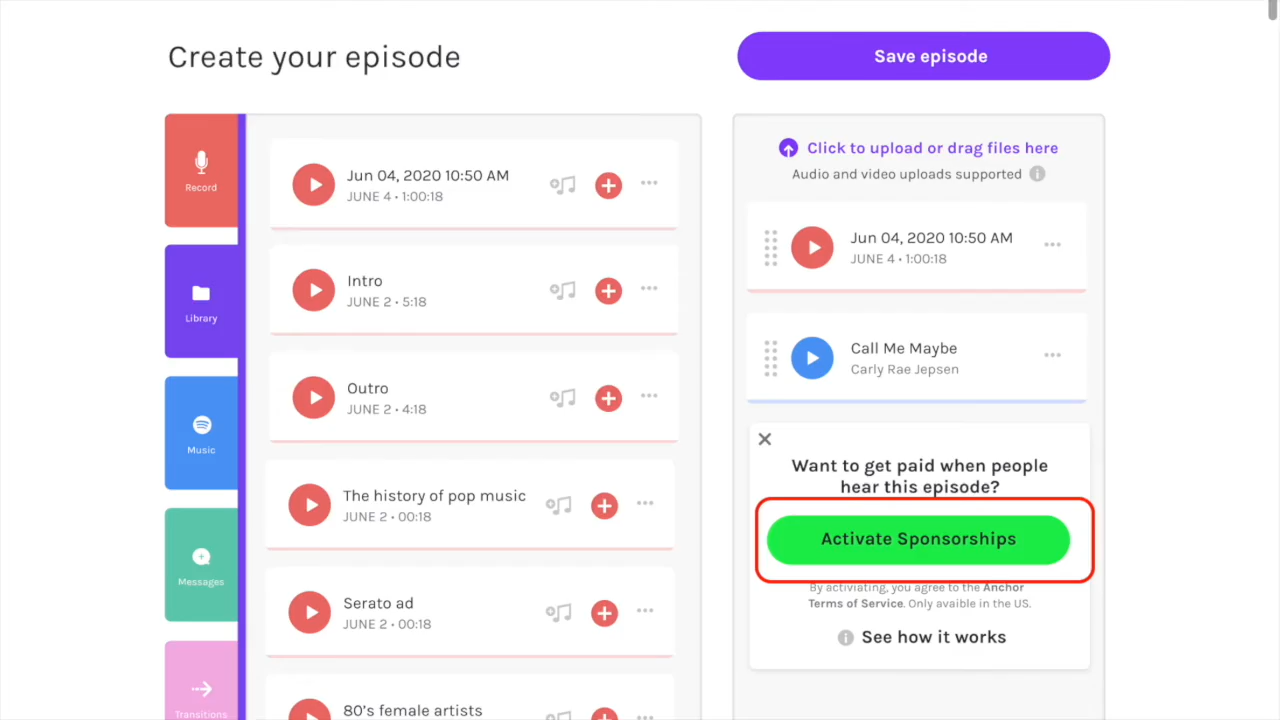 Create your episode
Save episode
Record
Library
Music
Messages
Transitions
Jun 04, 2020 10:50 AM
JUNE 4 • 1:00:18
Intro
JUNE 2 • 5:18
Outro
JUNE 2 • 4:18
The history of pop music
JUNE 2 • 00:18
Serato ad
JUNE 2 • 00:18
80's female artists
Click to upload or drag files here
Audio and video uploads supported
Jun 04, 2020 10:50 AM
JUNE 4 • 1:00:18
Call Me Maybe
Carly Rae Jepsen
Want to get paid when people
hear this episode?
Activate Sponsorships
By activiating, you agree to the Anchor
Terms of Service. Only avaible in the US.
See how it works